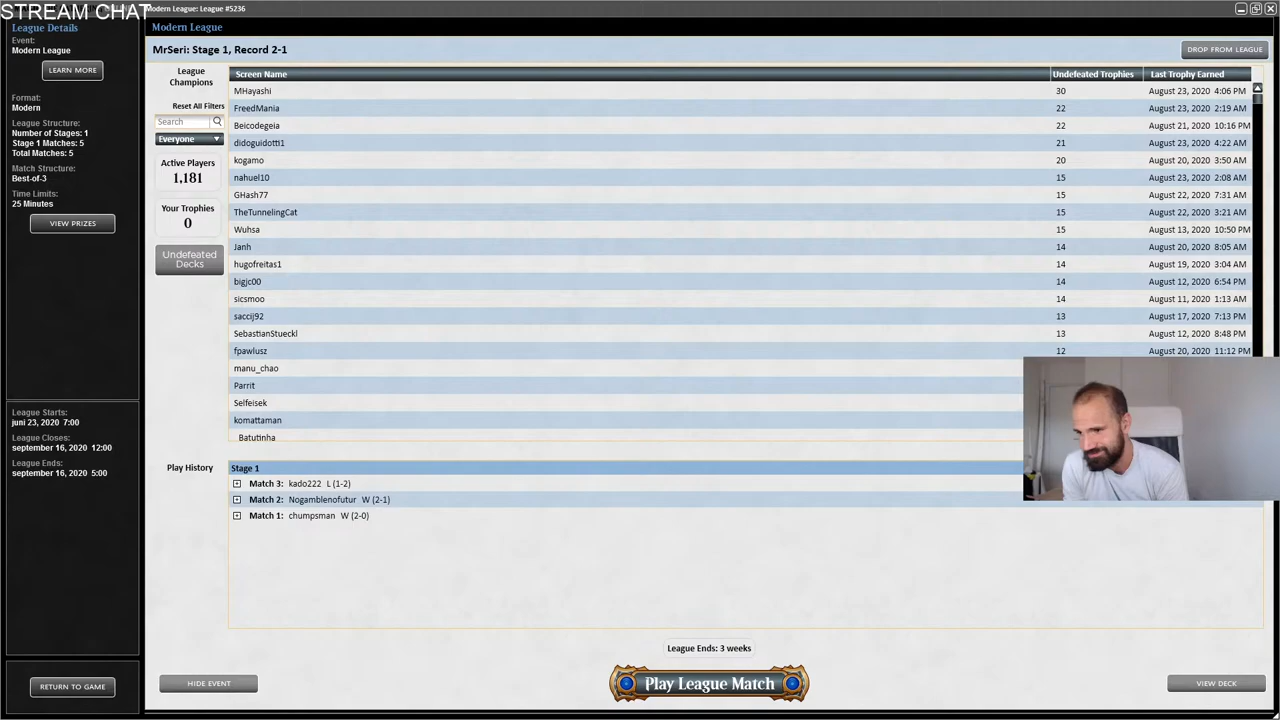 STREAM CHAT
Modern League: League #5236
League Details
Event:
Modern League
LEARN MORE
Format:
Modern
League Structure:
Number of Stages: 1
Stage 1 Matches: 5
Total Matches: 5
Match Structure:
Best-of-3
Time Limits:
25 Minutes
VIEW PRIZES
League Starts:
juni 23, 2020 7:00
League Closes:
september 16, 2020 12:00
League Ends:
september 16, 2020 5:00
RETURN TO GAME
Modern League
MrSeri: Stage 1, Record 2-1
DROP FROM LEAGUE
League
Champions
Reset All Filters
Search
Everyone
Active Players
1,181
Your Trophies
0
Undefeated
Decks
Screen Name Undefeated Trophies Last Trophy Earned
MHayashi 30 August 23, 2020 4:06 PM
FreedMania 22 August 23, 2020 2:19 AM
Beicodegeia 22 August 21, 2020 10:16 PM
didoguidotti1 21 August 23, 2020 4:22 AM
kogamo 20 August 20, 2020 3:50 AM
nahuel10 15 August 23, 2020 2:08 AM
GHash77 15 August 22, 2020 7:31 AM
TheTunnelingCat 15 August 22, 2020 3:21 AM
Wuhsa 15 August 13, 2020 10:50 PM
Janh 14 August 20, 2020 8:05 AM
hugofreitas1 14 August 19, 2020 3:04 AM
bigjc00 14 August 12, 2020 6:54 PM
sicsmoo 14 August 11, 2020 1:13 AM
saccij92 13 August 17, 2020 7:13 PM
SebastianStueckl 13 August 12, 2020 8:48 PM
fpawlusz 12 August 20, 2020 11:12 PM
manu_chao
Parrit
Selfeisek
komattaman
Batutinha
Play History
Stage 1
Match 3: kado222 L (1-2)
Match 2: Nogamblenofutur W (2-1)
Match 1: chumpsman W (2-0)
League Ends: 3 weeks
HIDE EVENT
Play League Match
VIEW DECK